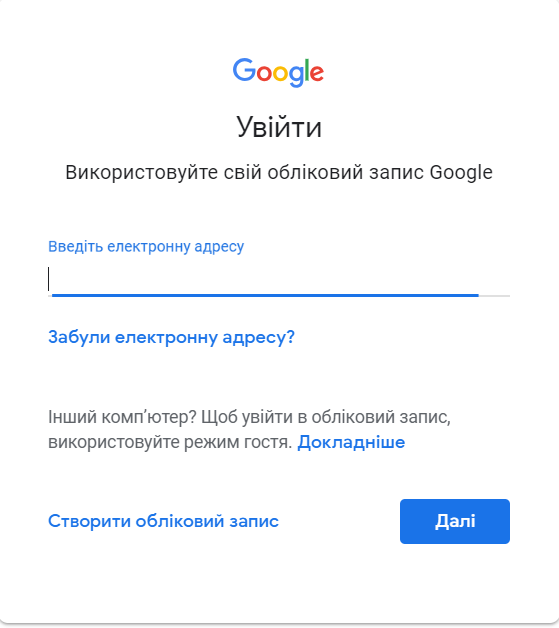 Google
Увійти
Використовуйте свій обліковий запис Google
Введіть електронну адресу
Забули електронну адресу?
Інший комп’ютер? Щоб увійти в обліковий запис,
використовуйте режим гостя. Докладніше
Створити обліковий запис
Далі